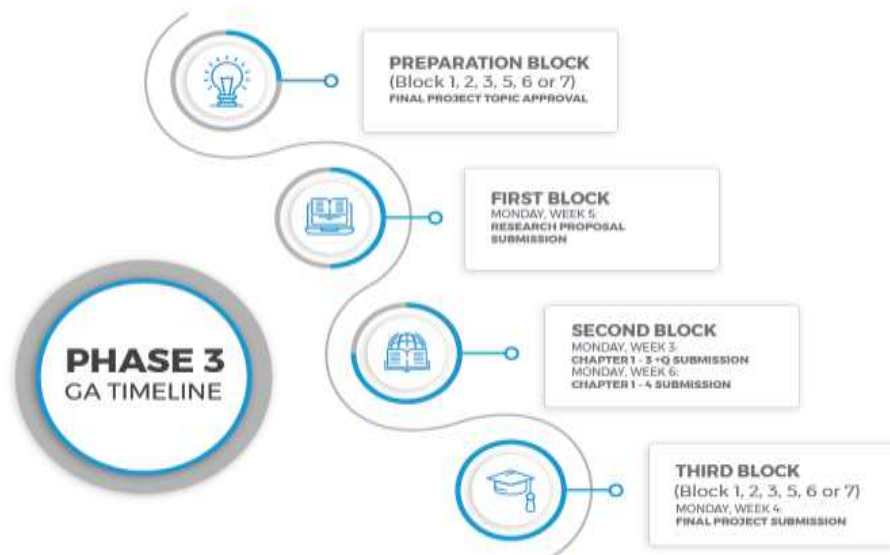 PREPARATION BLOCK
(Block 1, 2, 3, 5, 6 or 7)
FINAL PROJECT TOPIC APPROVAL
FIRST BLOCK
MONDAY, WEEK 5:
RESEARCH PROPOSAL
SUBMISSION
PHASE 3
GA TIMELINE
SECOND BLOCK
MONDAY, WEEK 3:
CHAPTER 1 - 3 +Q SUBMISSION
MONDAY, WEEK 6:
CHAPTER 1 - 4 SUBMISSION
THIRD BLOCK
(Block 1, 2, 3, 5, 6 or 7)
MONDAY, WEEK 4:
FINAL PROJECT SUBMISSION